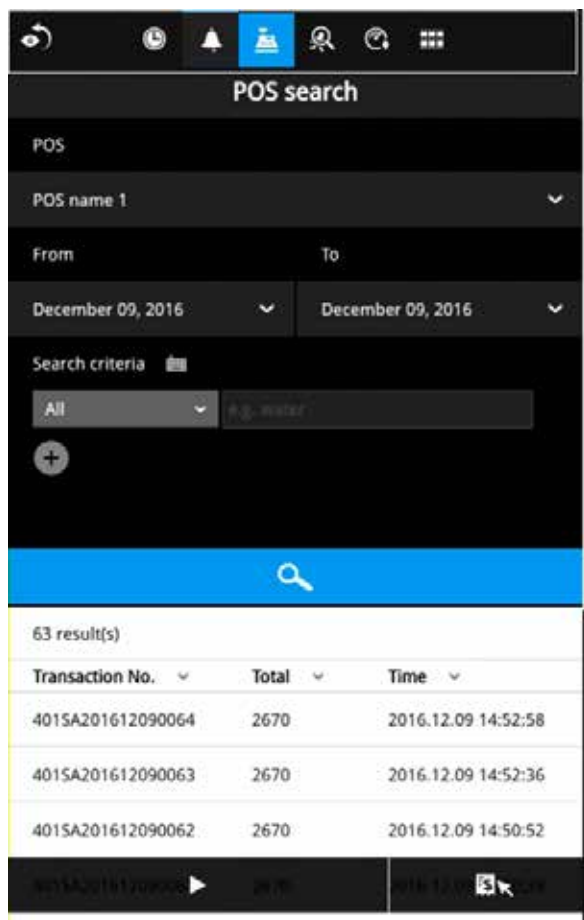 POS search
POS
POS name 1
From To
December 09, 2016 December 09, 2016
Search criteria
All e.g. water
63 result(s)
Transaction No. Total Time
401SA201612090064 2670 2016.12.09 14:52:58
401SA201612090063 2670 2016.12.09 14:52:36
401SA201612090062 2670 2016.12.09 14:50:52